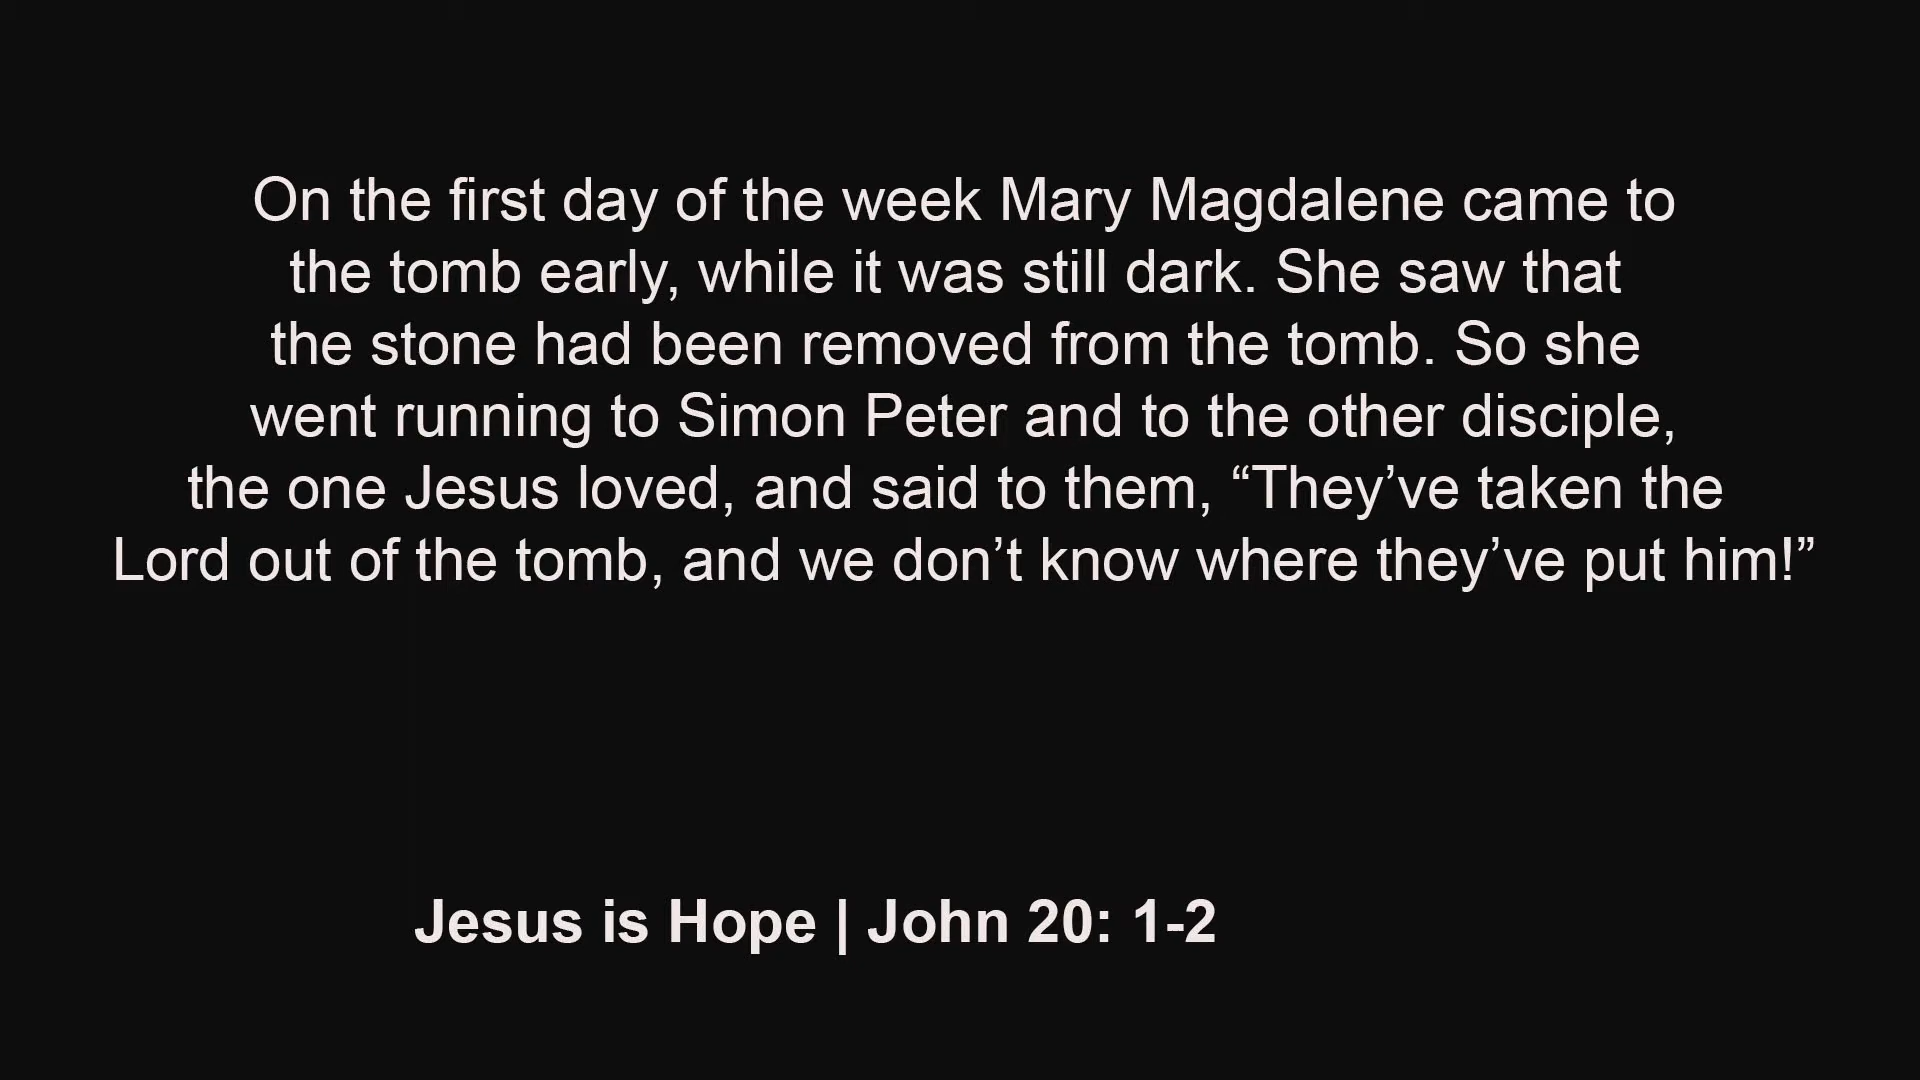 On the first day of the week Mary Magdalene came to
the tomb early, while it was still dark. She saw that
the stone had been removed from the tomb. So she
went running to Simon Peter and to the other disciple,
the one Jesus loved, and said to them, “They’ve taken the
Lord out of the tomb, and we don’t know where they’ve put him!”
Jesus is Hope | John 20: 1-2